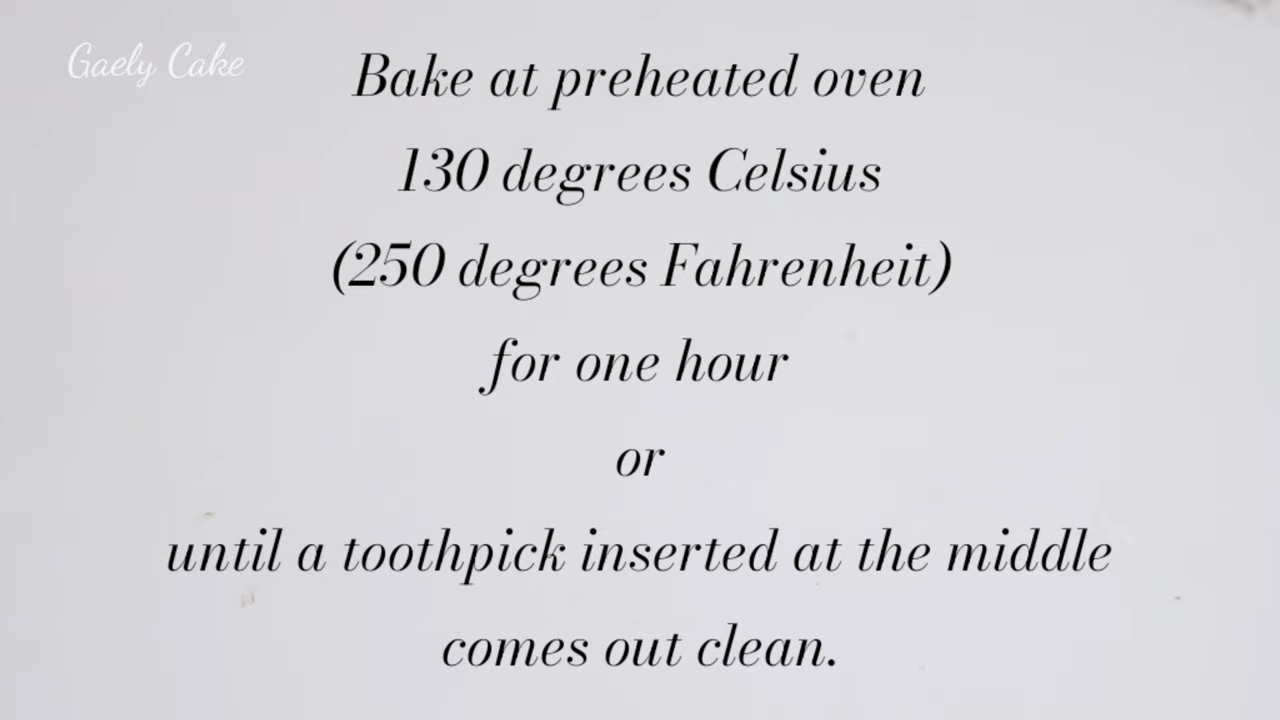 Gaely Cake
Bake at preheated oven
130 degrees Celsius
(250 degrees Fahrenheit)
for one hour
or
until a toothpick inserted at the middle
comes out clean.